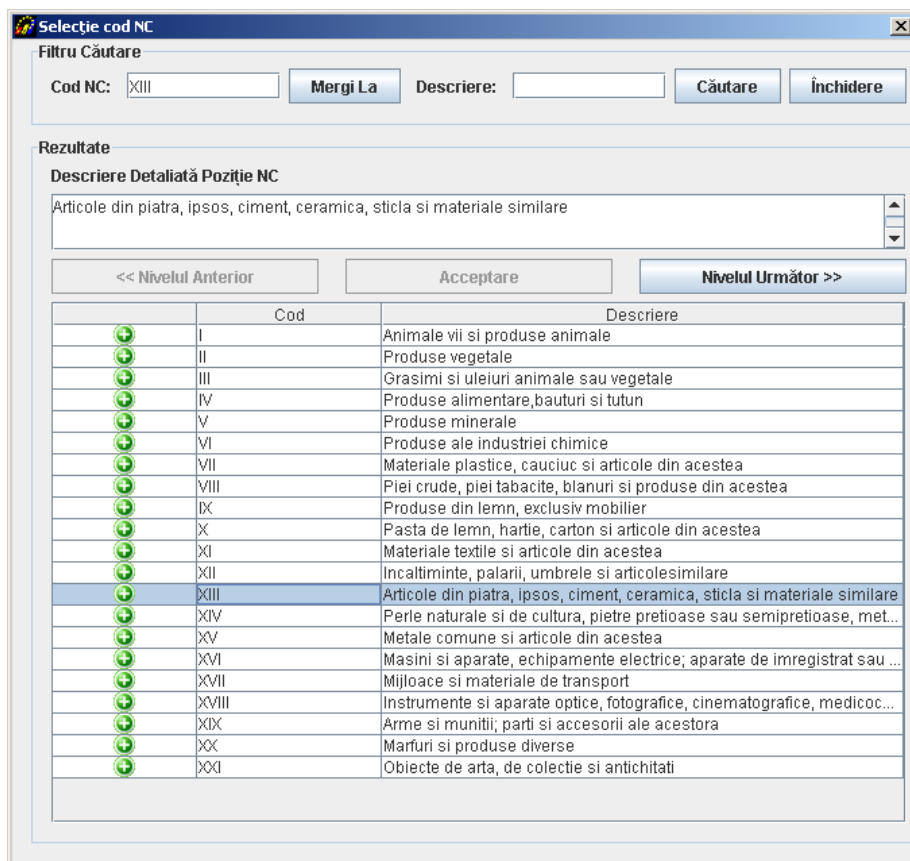 Selecție cod NC
Filtru Căutare
Cod NC: XIII Mergi La Descriere: Căutare Închidere
Rezultate
Descriere Detaliată Poziție NC
Articole din piatra, ipsos, ciment, ceramica, sticla si materiale similare
<< Nivelul Anterior Acceptare Nivelul Următor >>
Cod Descriere
I Animale vii si produse animale
II Produse vegetale
III Grasimi si uleiuri animale sau vegetale
IV Produse alimentare,bauturi si tutun
V Produse minerale
VI Produse ale industriei chimice
VII Materiale plastice, cauciuc si articole din acestea
VIII Piei crude, piei tabacite, blanuri si produse din acestea
IX Produse din lemn, exclusiv mobilier
X Pasta de lemn, hartie, carton si articole din acestea
XI Materiale textile si articole din acestea
XII Incaltiminte, palarii, umbrele si articolesimilare
XIII Articole din piatra, ipsos, ciment, ceramica, sticla si materiale similare
XIV Perle naturale si de cultura, pietre pretioase sau semipretioase, met...
XV Metale comune si articole din acestea
XVI Masini si aparate, echipamente electrice; aparate de imregistrat sau ...
XVII Mijloace si materiale de transport
XVIII Instrumente si aparate optice, fotografice, cinematografice, medicoc...
XIX Arme si munitii; parti si accesorii ale acestora
XX Marfuri si produse diverse
XXI Obiecte de arta, de colectie si antichitati